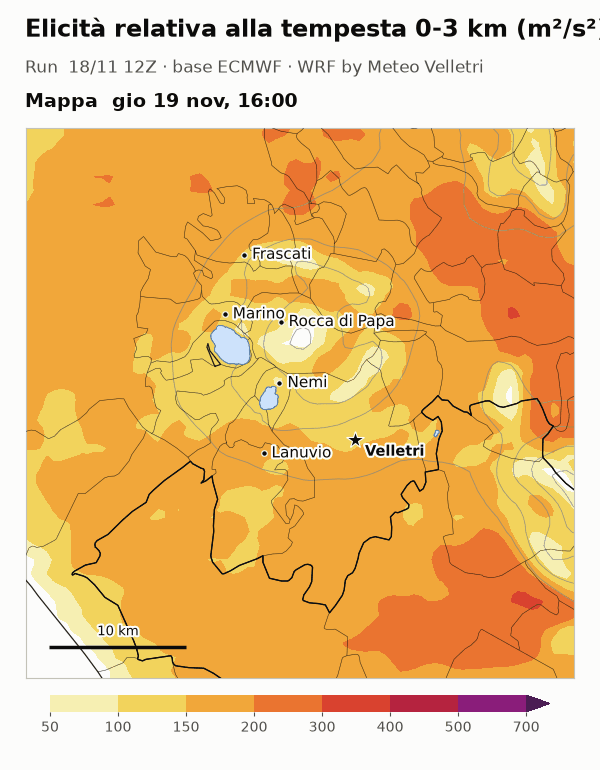 Elicità relativa alla tempesta 0-3 km (m²/s²)
Run 18/11 12Z · base ECMWF · WRF by Meteo Velletri
Mappa gio 19 nov, 16:00
Frascati
Marino
Rocca di Papa
Nemi
Velletri
Lanuvio
10 km
50 100 150 200 300 400 500 700